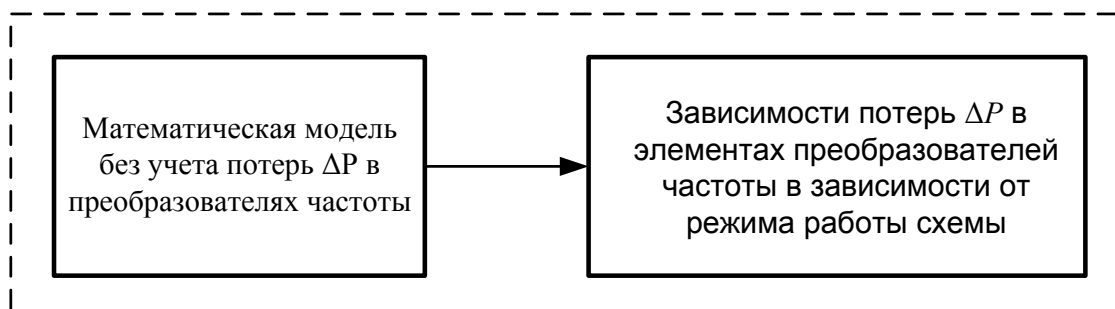 Математическая модель
без учета потерь ΔP в
преобразователях частоты
Зависимости потерь ΔP в
элементах преобразователей
частоты в зависимости от
режима работы схемы